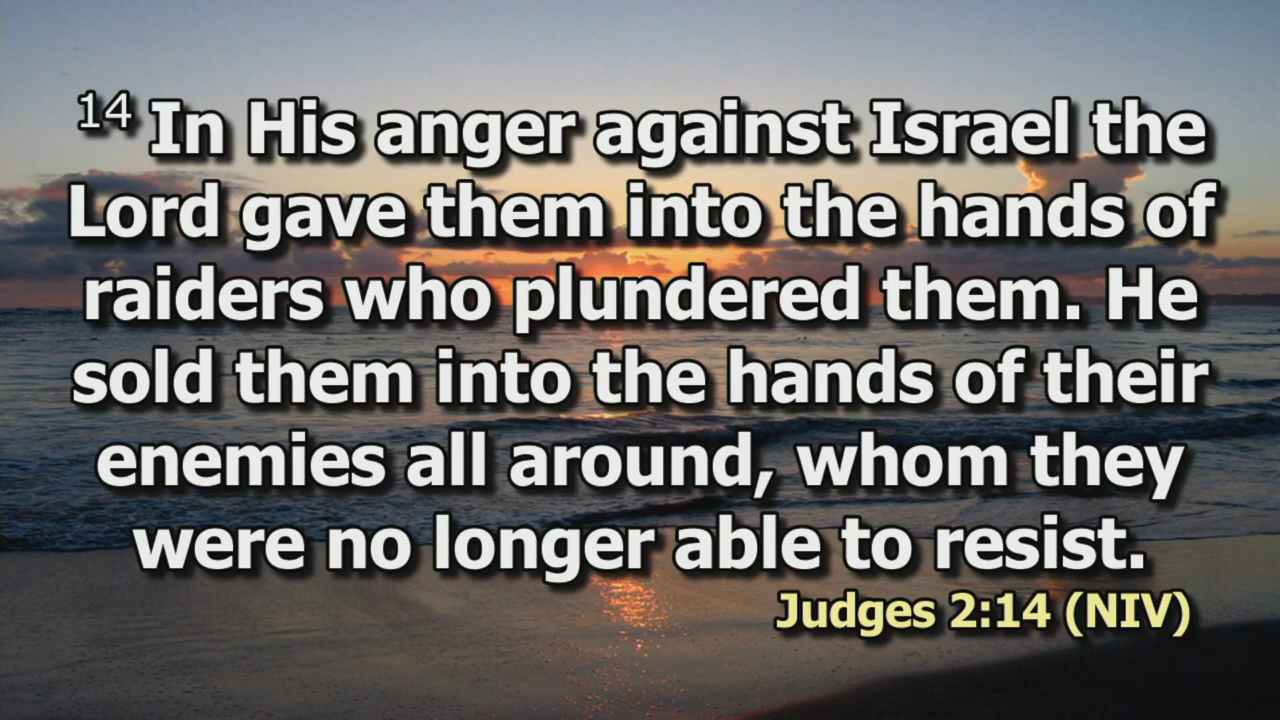 14 In His anger against Israel the
Lord gave them into the hands of
raiders who plundered them. He
sold them into the hands of their
enemies all around, whom they
were no longer able to resist.
Judges 2:14 (NIV)